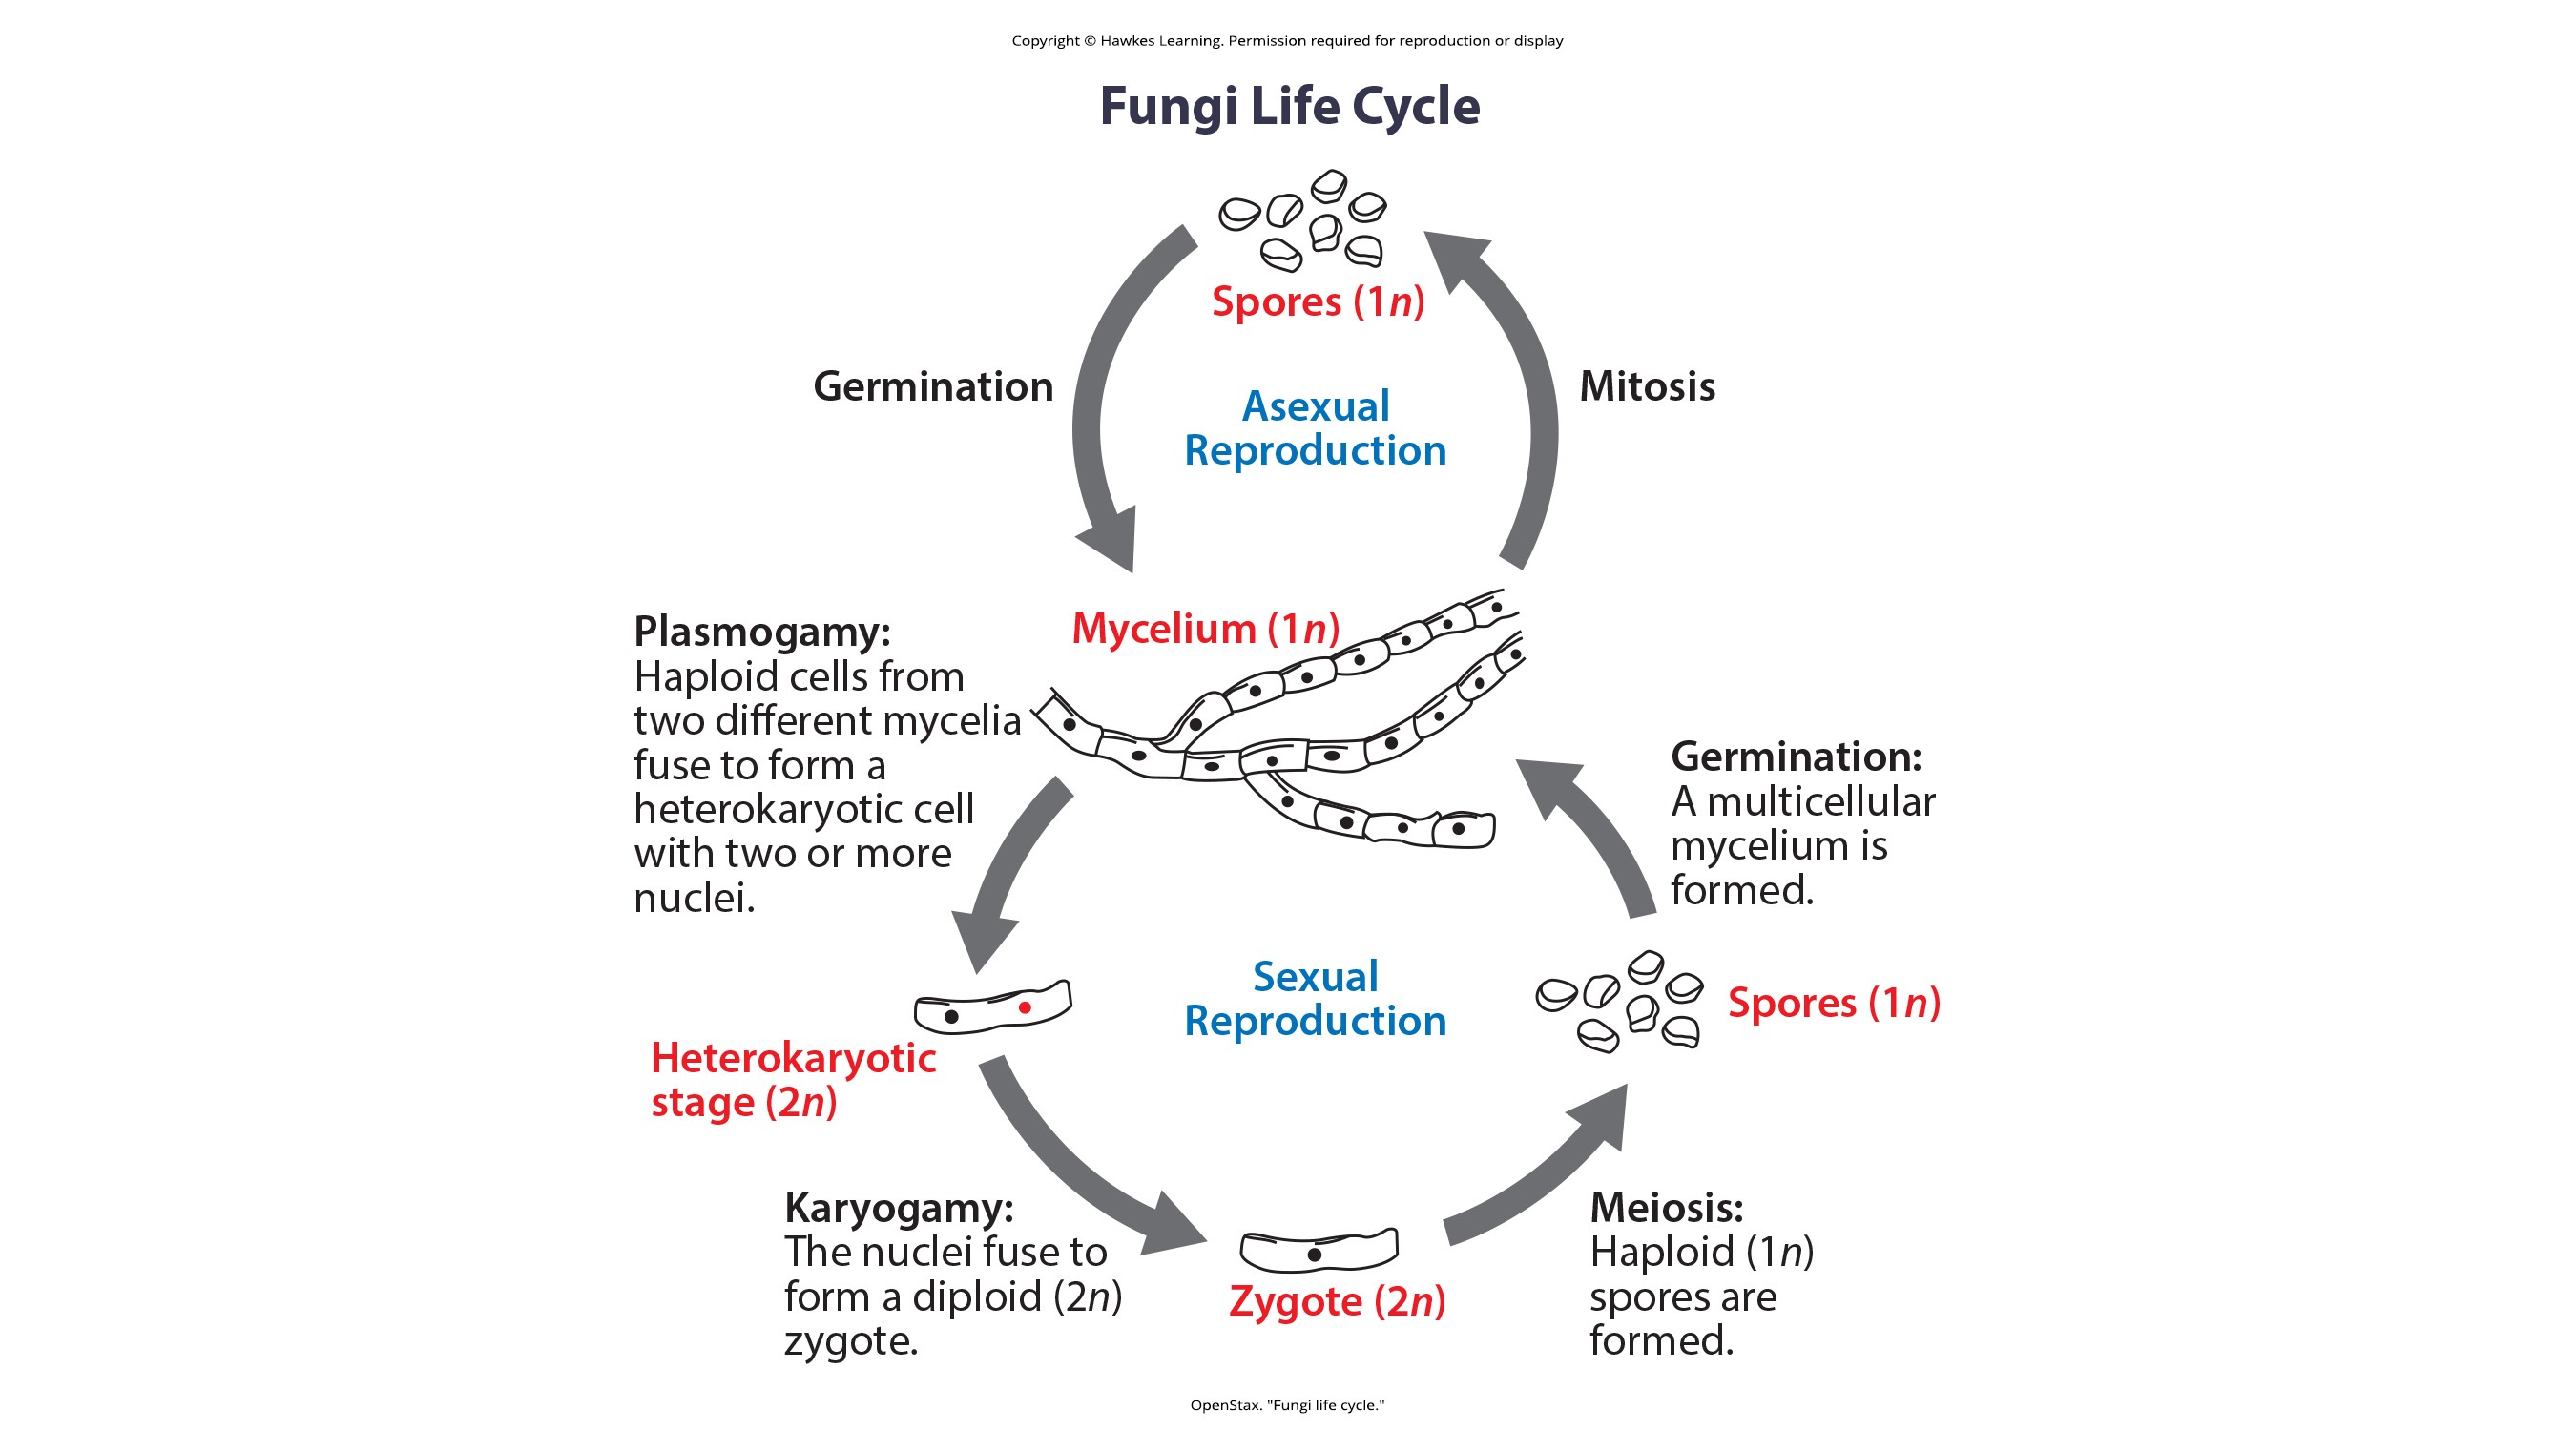 Copyright © Hawkes Learning. Permission required for reproduction or display
Fungi Life Cycle
Spores (1n)
Germination
Asexual
Reproduction
Mitosis
Mycelium (1n)
Plasmogamy:
Haploid cells from
two different mycelia
fuse to form a
heterokaryotic cell
with two or more
nuclei.
Germination:
A multicellular
mycelium is
formed.
Sexual
Reproduction
Spores (1n)
Heterokaryotic
stage (2n)
Karyogamy:
The nuclei fuse to
form a diploid (2n)
zygote.
Zygote (2n)
Meiosis:
Haploid (1n)
spores are
formed.
OpenStax. "Fungi life cycle."